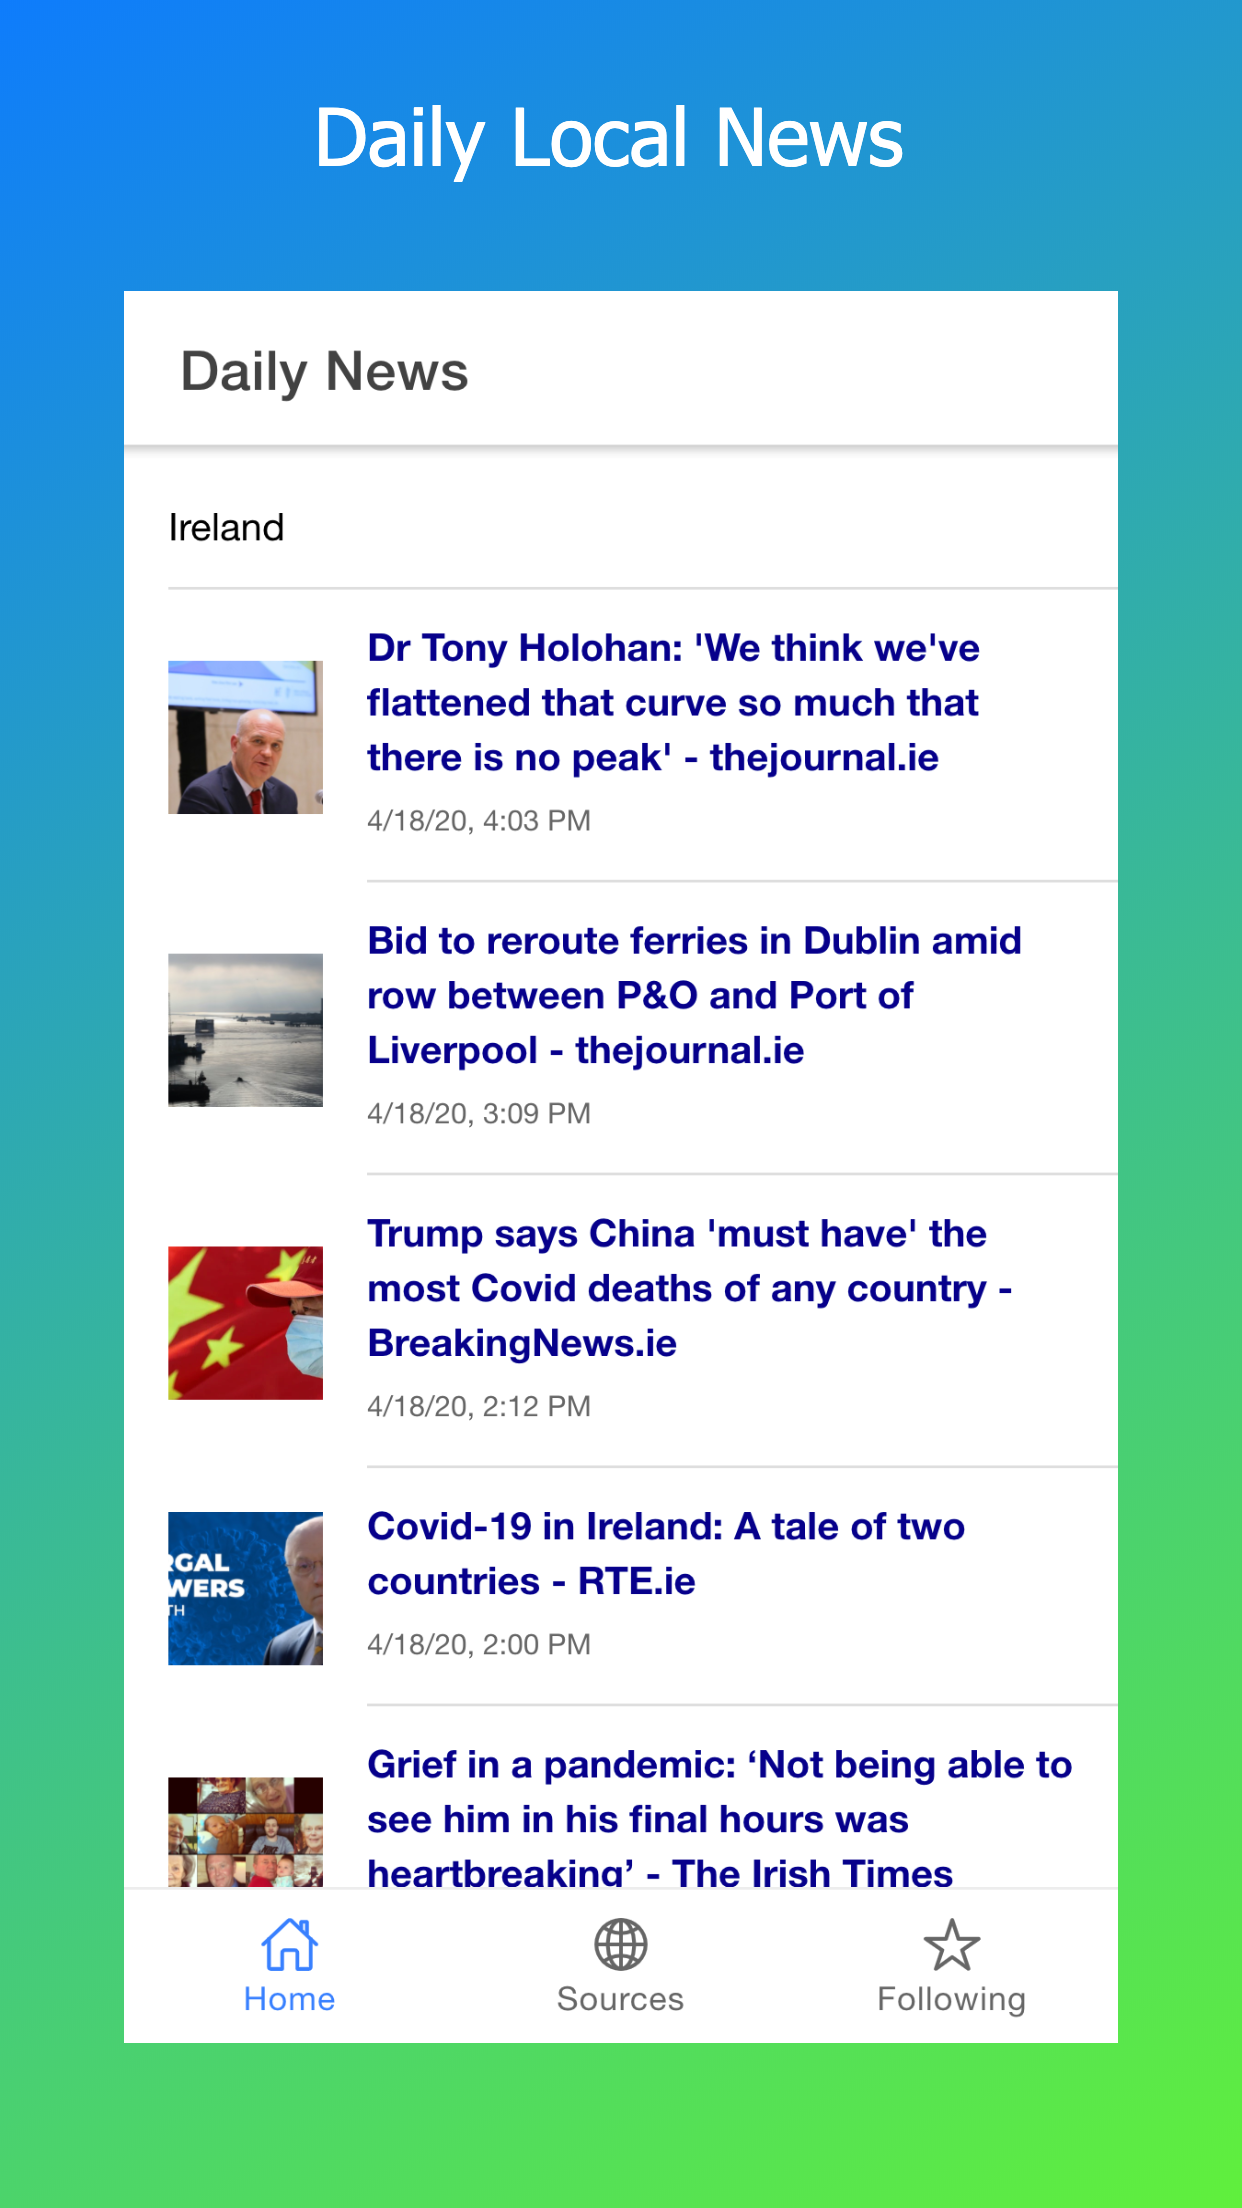 Daily Local News
Daily News
Ireland
Dr Tony Holohan: 'We think we've
flattened that curve so much that
there is no peak' - thejournal.ie
4/18/20, 4:03 PM
Bid to reroute ferries in Dublin amid
row between P&O and Port of
Liverpool - thejournal.ie
4/18/20, 3:09 PM
Trump says China 'must have' the
most Covid deaths of any country -
BreakingNews.ie
4/18/20, 2:12 PM
RGAL
WERS
TH
Covid-19 in Ireland: A tale of two
countries - RTE.ie
4/18/20, 2:00 PM
Grief in a pandemic: ‘Not being able to
see him in his final hours was
heartbreaking’ - The Irish Times
Home
Sources
Following